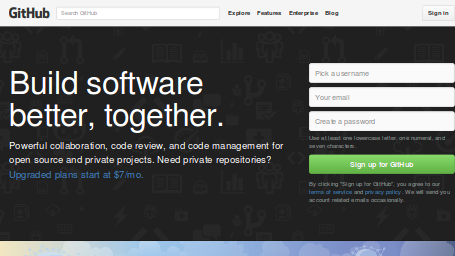 GitHub
Search GitHub
Explore Features Enterprise Blog
Sign in
Build software
better, together.
Powerful collaboration, code review, and code management for
open source and private projects. Need private repositories?
Upgraded plans start at $7/mo.
Pick a username
Your email
Create a password
Use at least one lowercase letter, one numeral, and
seven characters.
Sign up for GitHub
By clicking "Sign up for GitHub", you agree to our
terms of service and privacy policy. We will send you
account related emails occasionally.